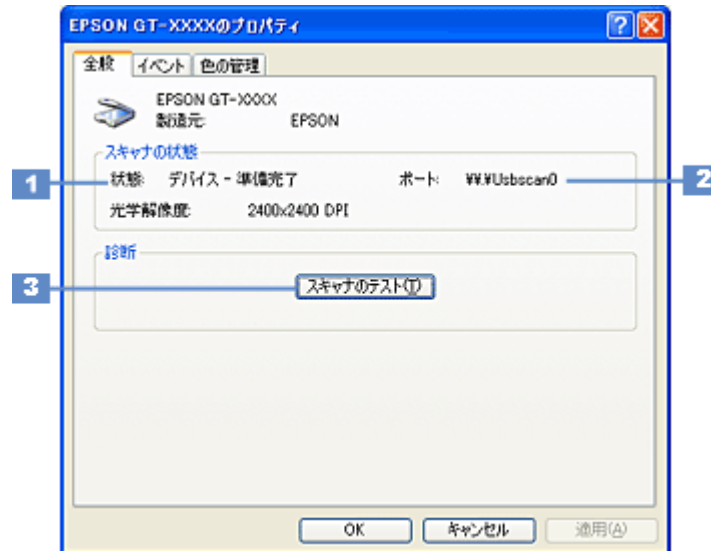 EPSON GT-XXXXのプロパティ
全般 イベント 色の管理
EPSON GT-XXXX
製造元: EPSON
スキャナの状態
1 状態: デバイス - 準備完了 ポート: ¥¥.¥Usbscan0 2
光学解像度: 2400x2400 DPI
診断
3 スキャナのテスト(T)
OK キャンセル 適用(A)